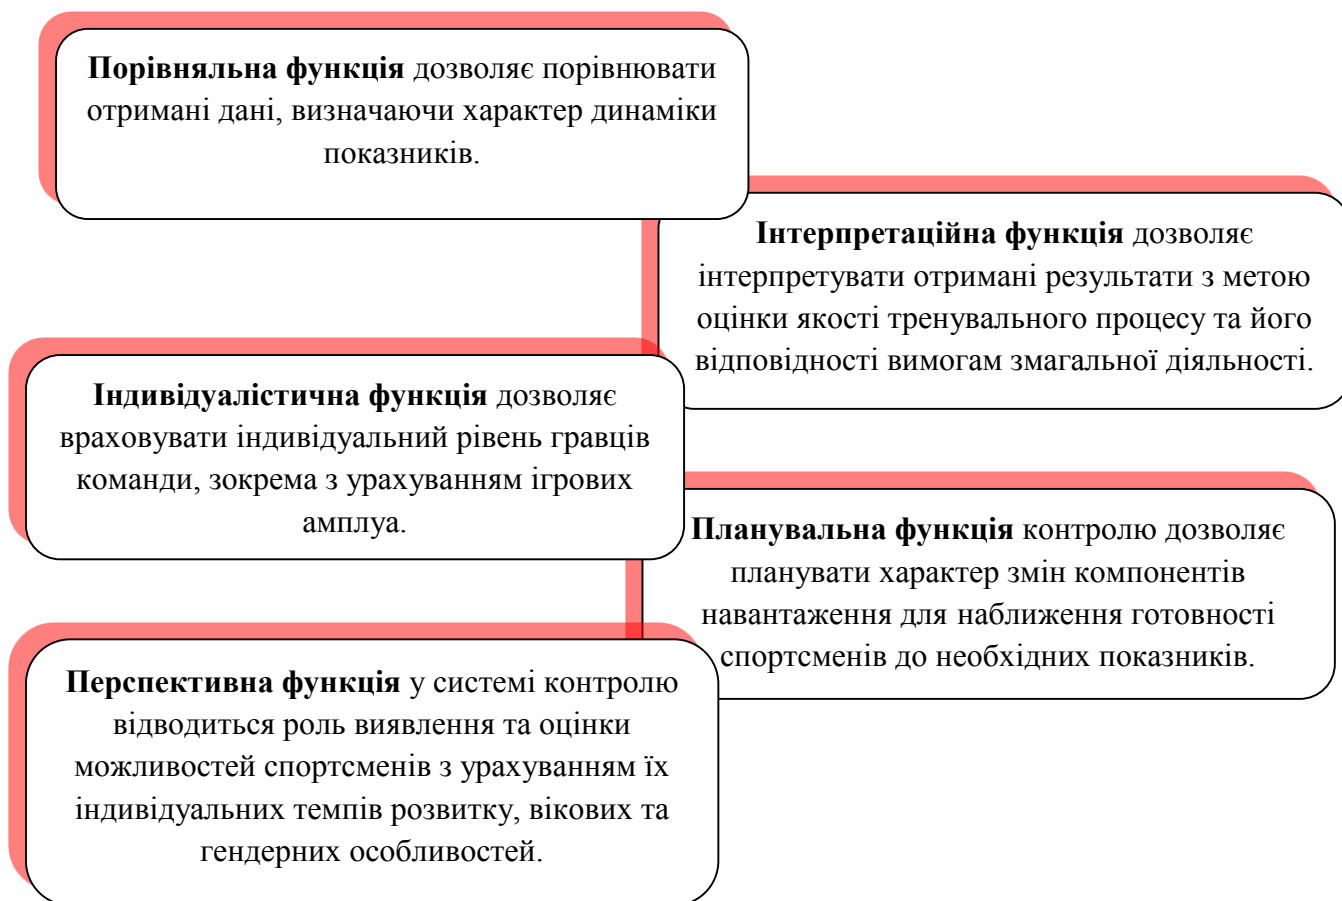 Порівняльна функція дозволяє порівнювати
отримані дані, визначаючи характер динаміки
показників.
Інтерпретаційна функція дозволяє
інтерпретувати отримані результати з метою
оцінки якості тренувального процесу та його
відповідності вимогам змагальної діяльності.
Індивідуалістична функція дозволяє
враховувати індивідуальний рівень гравців
команди, зокрема з урахуванням ігрових
амплуа.
Планувальна функція контролю дозволяє
планувати характер змін компонентів
навантаження для наближення готовності
спортсменів до необхідних показників.
Перспективна функція у системі контролю
відводиться роль виявлення та оцінки
можливостей спортсменів з урахуванням їх
індивідуальних темпів розвитку, вікових та
гендерних особливостей.